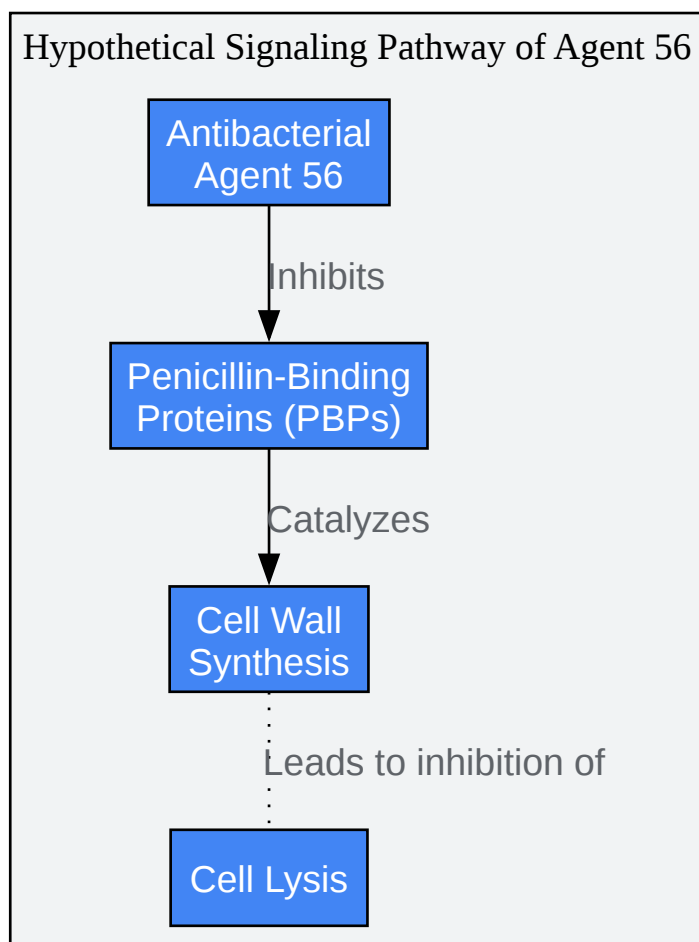 Hypothetical Signaling Pathway of Agent 56
Antibacterial
Agent 56
Inhibits
Penicillin-Binding
Proteins (PBPs)
Catalyzes
Cell Wall
Synthesis
Leads to inhibition of
Cell Lysis